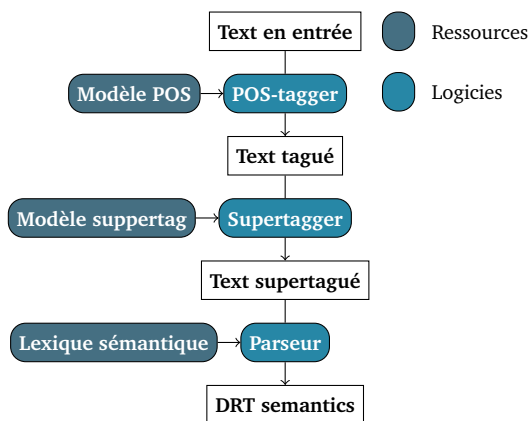 Text en entrée
Ressources
Modèle POS
POS-tagger
Logicies
Text tagué
Modèle suppertag
Supertagger
Text supertagué
Lexique sémantique
Parseur
DRT semantics